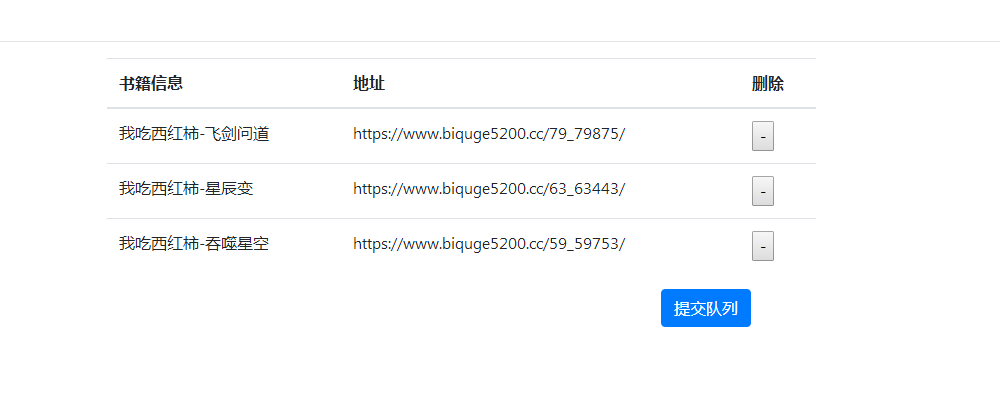 书籍信息 地址 删除
我吃西红柿-飞剑问道 https://www.biquge5200.cc/79_79875/ -
我吃西红柿-星辰变 https://www.biquge5200.cc/63_63443/ -
我吃西红柿-吞噬星空 https://www.biquge5200.cc/59_59753/ -
提交队列